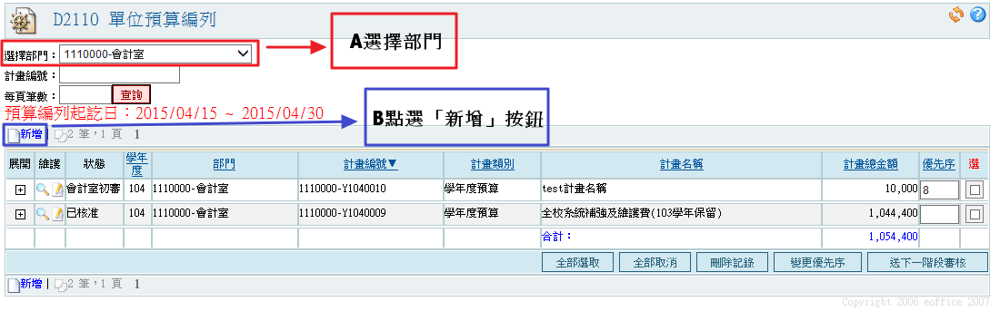 D2110 單位預算編列
選擇部門： 1110000-會計室
A選擇部門
計畫編號：
每頁筆數： 查詢
預算編列起訖日：2015/04/15 ~ 2015/04/30
B點選「新增」按鈕
新增 | 2 筆，1 頁 1
展開 維護 狀態 學年度 部門 計畫編號▼ 計畫類別 計畫名稱 計畫總金額 優先序 選
會計室初審 104 1110000-會計室 1110000-Y1040010 學年度預算 test計畫名稱 10,000 8
已核准 104 1110000-會計室 1110000-Y1040009 學年度預算 全校系統補強及維護費(103學年保留) 1,044,400
合計： 1,054,400
全部選取 全部取消 刪除記錄 變更優先序 送下一階段審核
新增 | 2 筆，1 頁 1
Copyright 2006 eoffice 2007